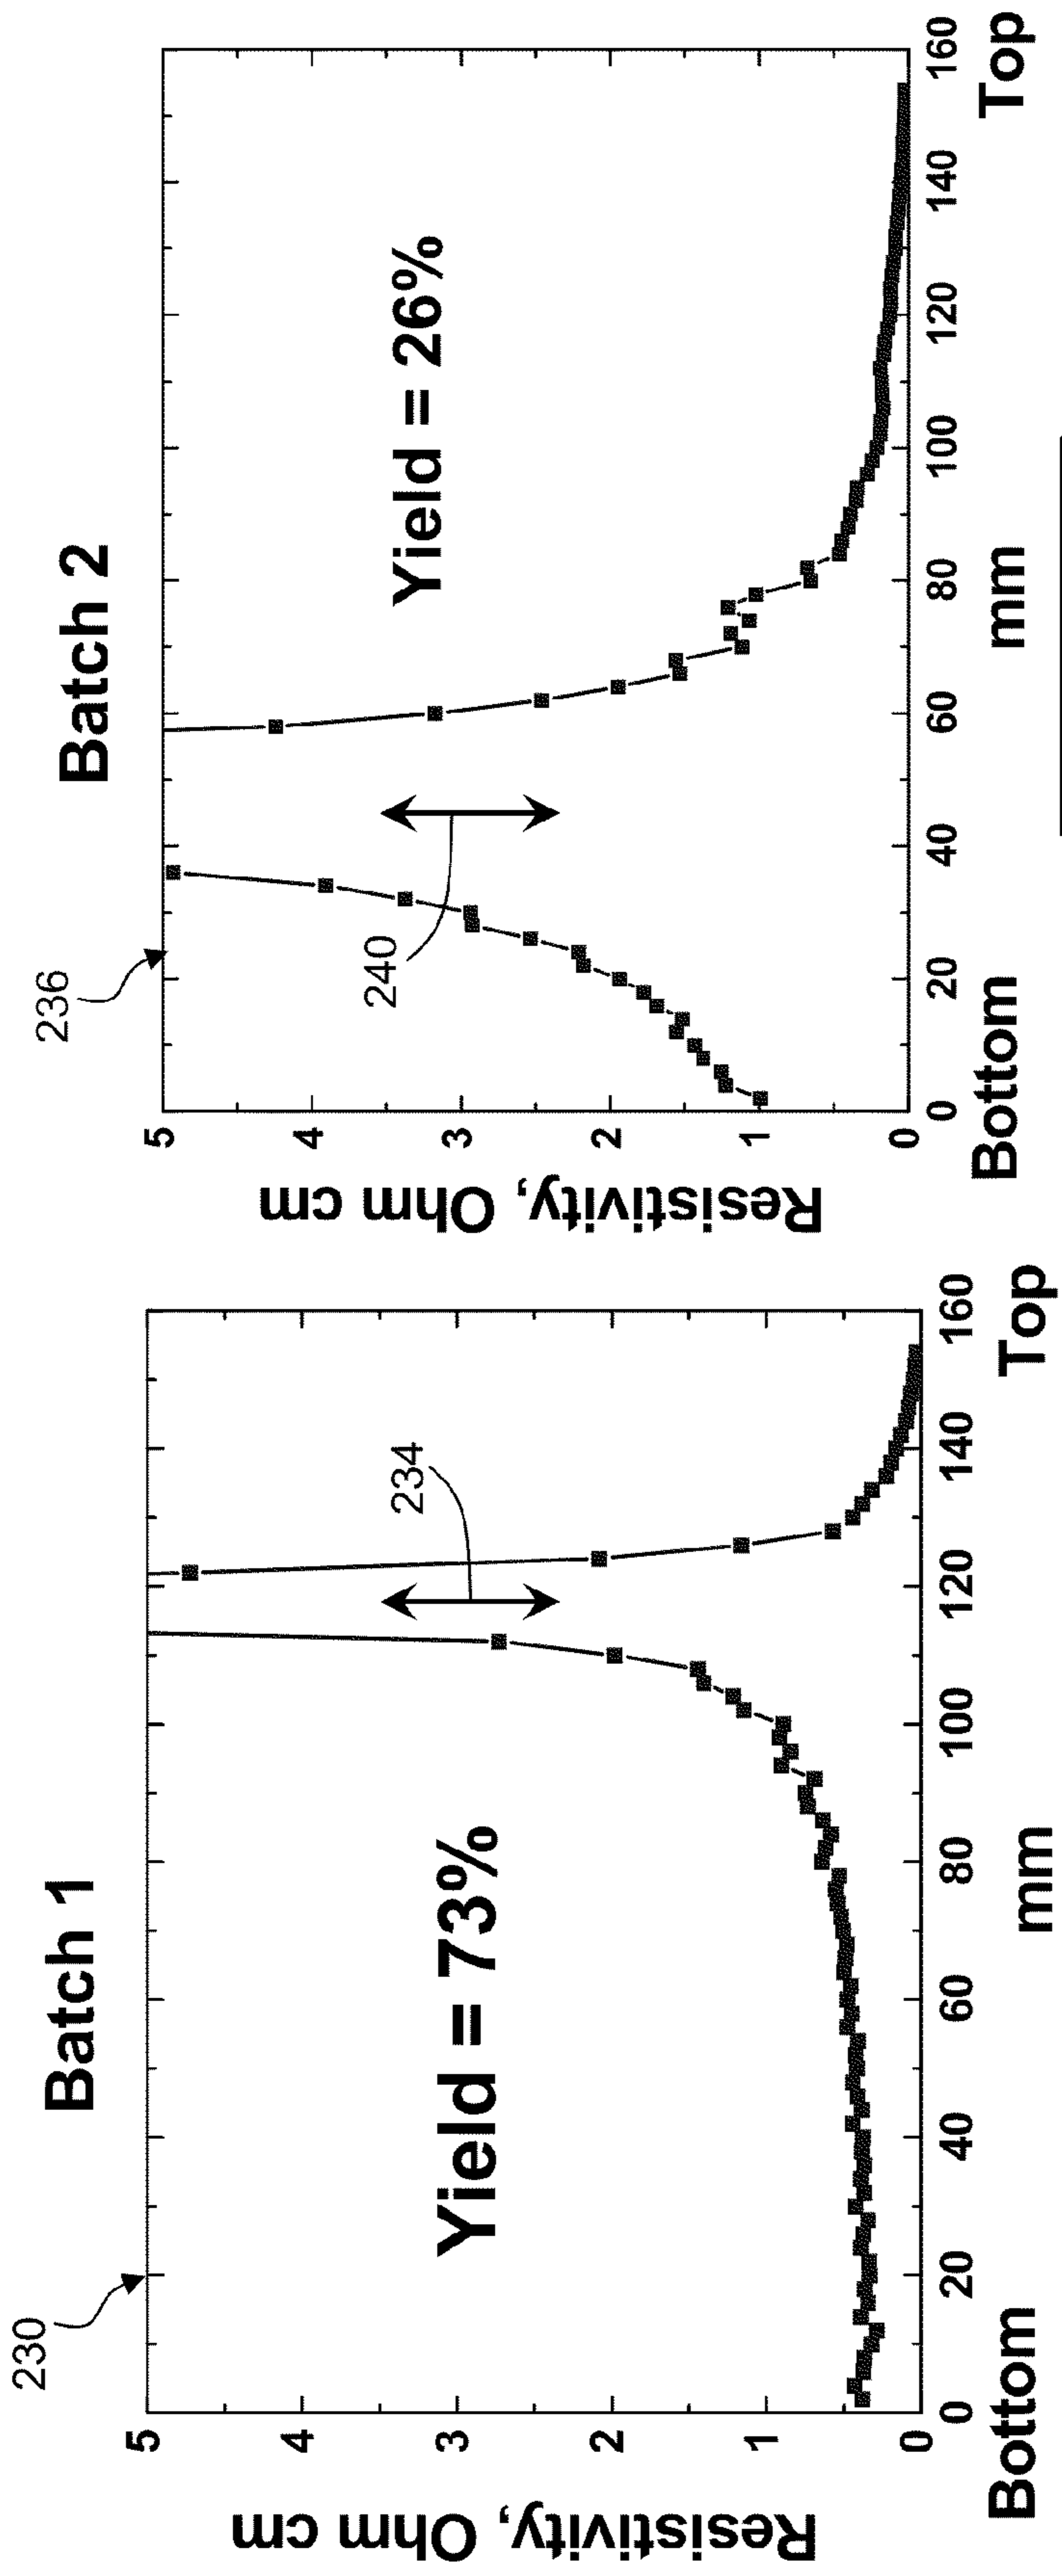 Batch 1
230
5
4
3
2
1
0
Resistivity, Ohm cm
Yield = 73%
234
0 20 40 60 80 100 120 140 160
Bottom mm Top
Batch 2
236
5
4
3
2
1
0
Resistivity, Ohm cm
Yield = 26%
240
0 20 40 60 80 100 120 140 160
Bottom mm Top